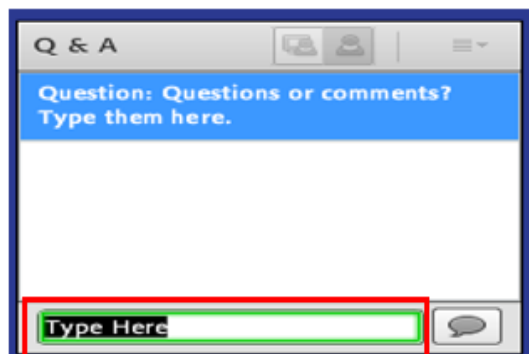 Q & A
Question: Questions or comments?
Type them here.
Type Here